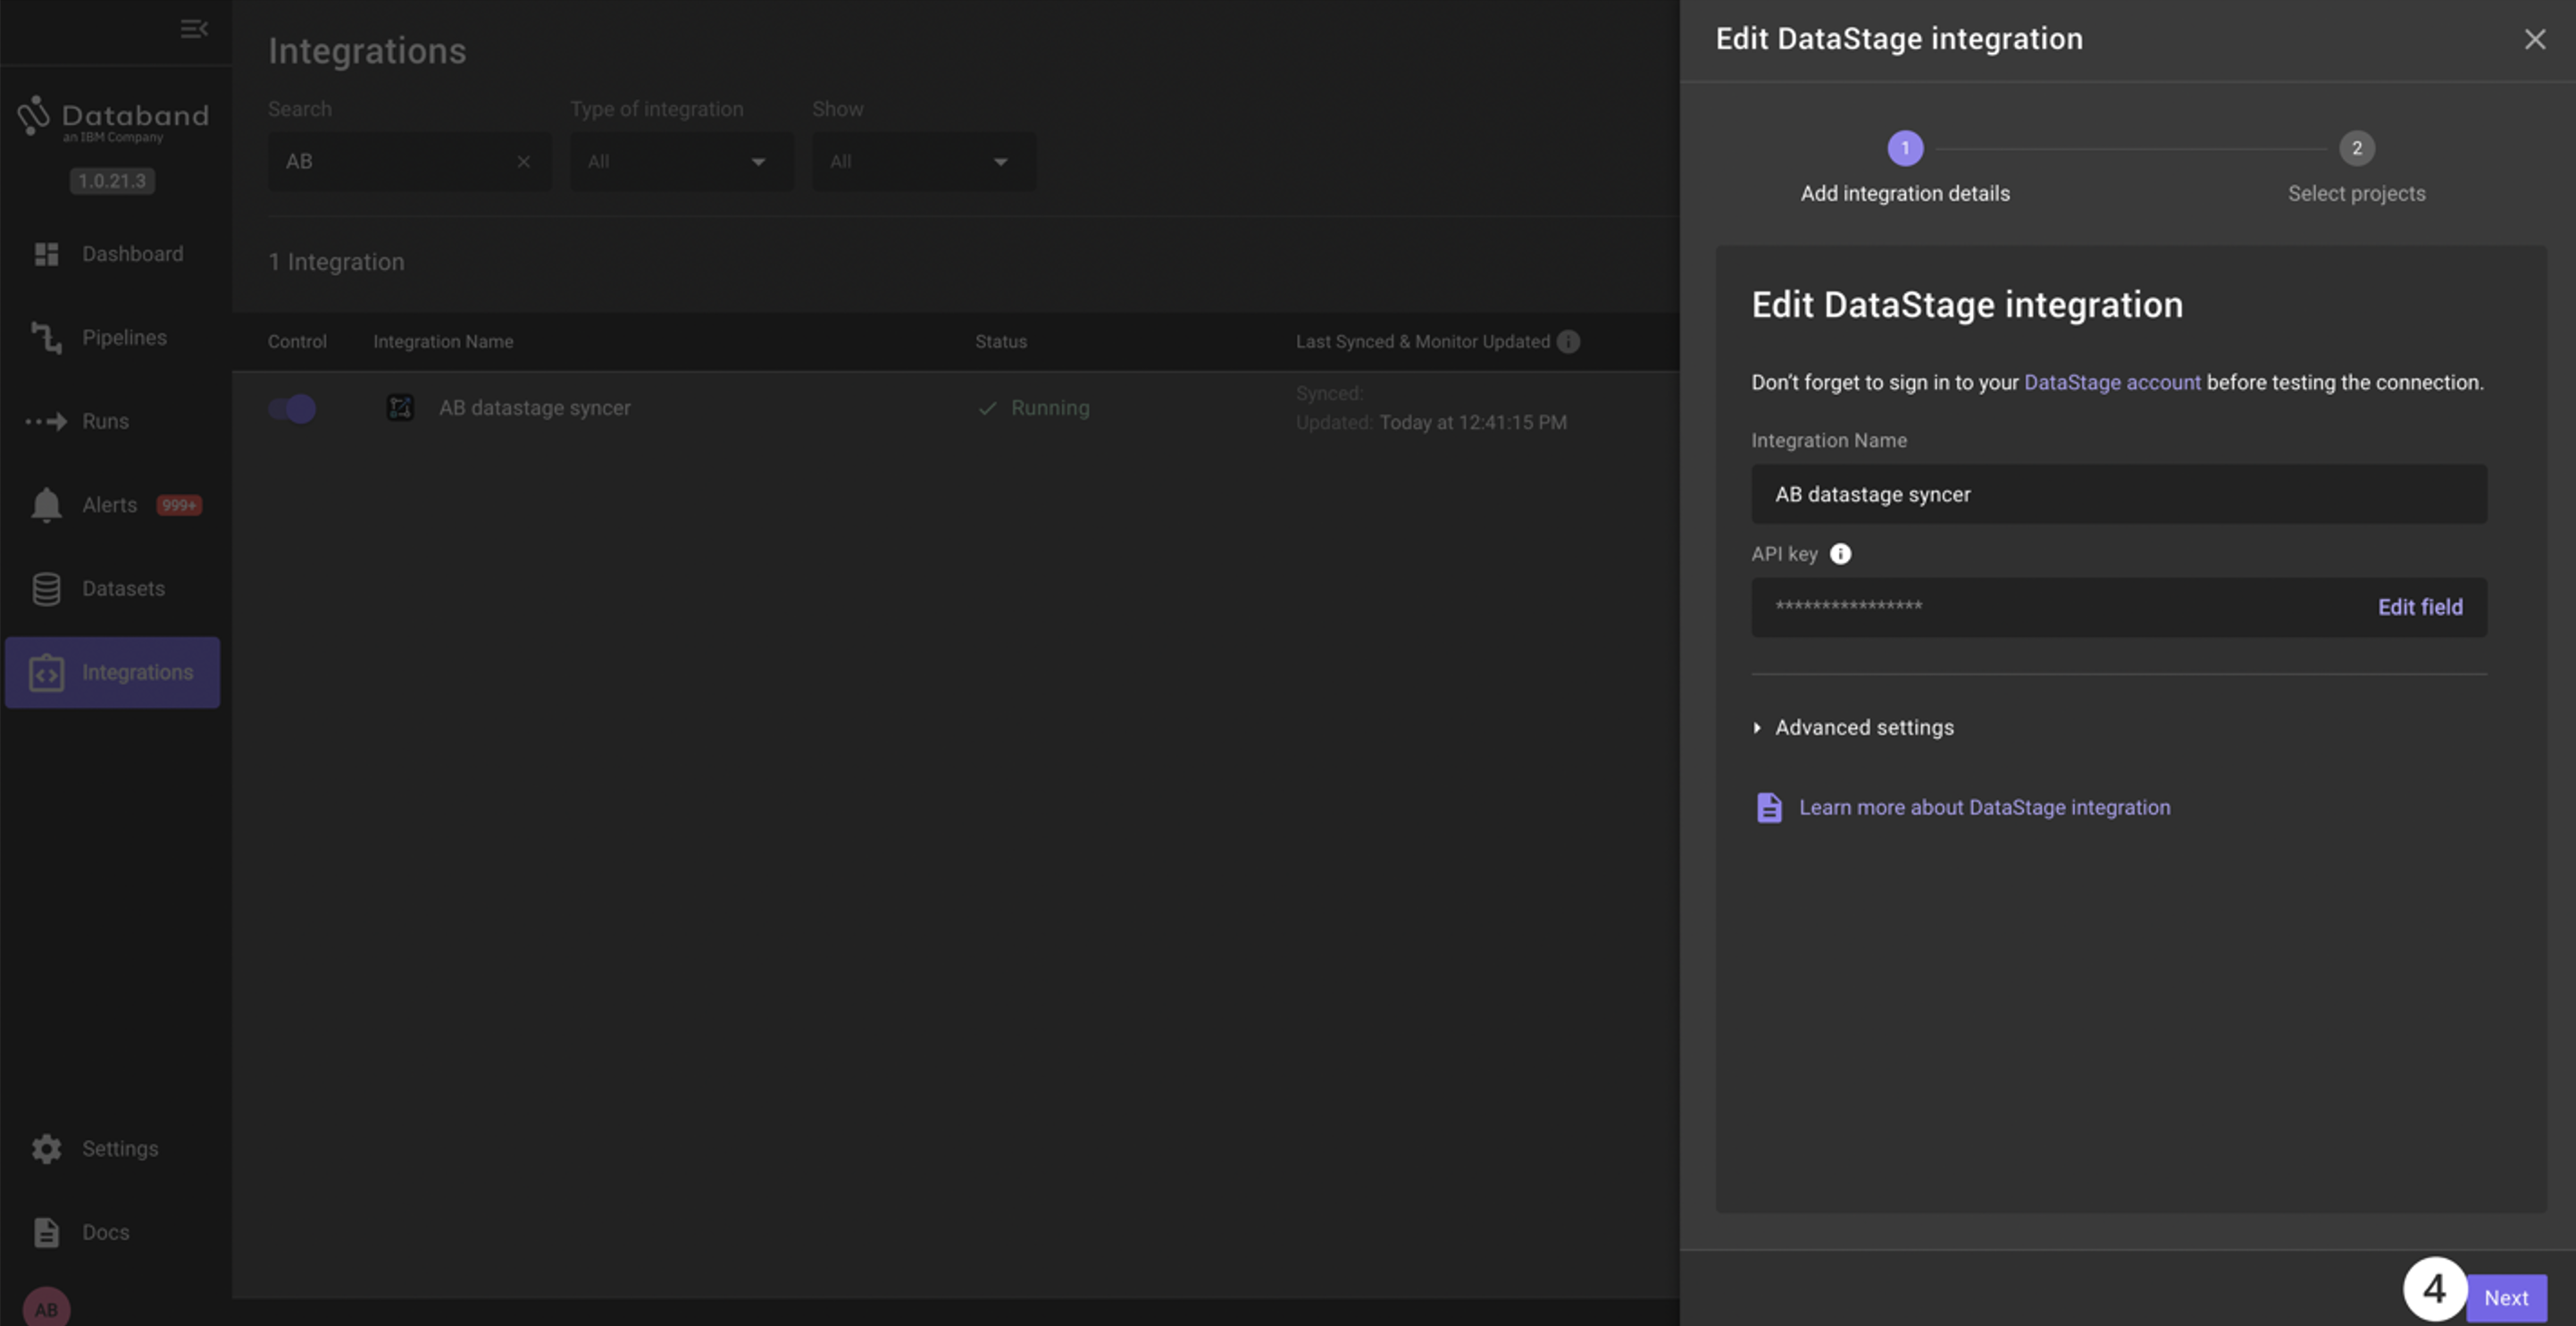 Databand
an IBM Company
1.0.21.3
Dashboard
Pipelines
Runs
Alerts 999+
Datasets
Integrations
Settings
Docs
AB
Integrations
Search
Type of integration
Show
AB
All
All
1 Integration
Control Integration Name Status Last Synced & Monitor Updated
AB datastage syncer
Running
Synced:
Updated: Today at 12:41:15 PM
Edit DataStage integration
1
2
Add integration details
Select projects
Edit DataStage integration
Don't forget to sign in to your DataStage account before testing the connection.
Integration Name
AB datastage syncer
API key
****************
Edit field
Advanced settings
Learn more about DataStage integration
4
Next